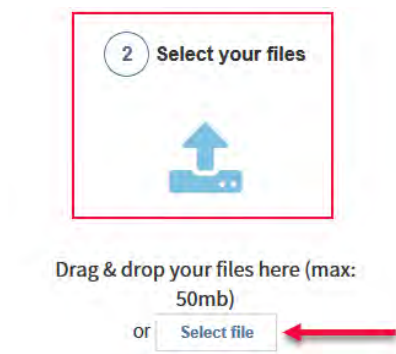 2 Select your files
Drag & drop your files here (max:
50mb)
or Select file